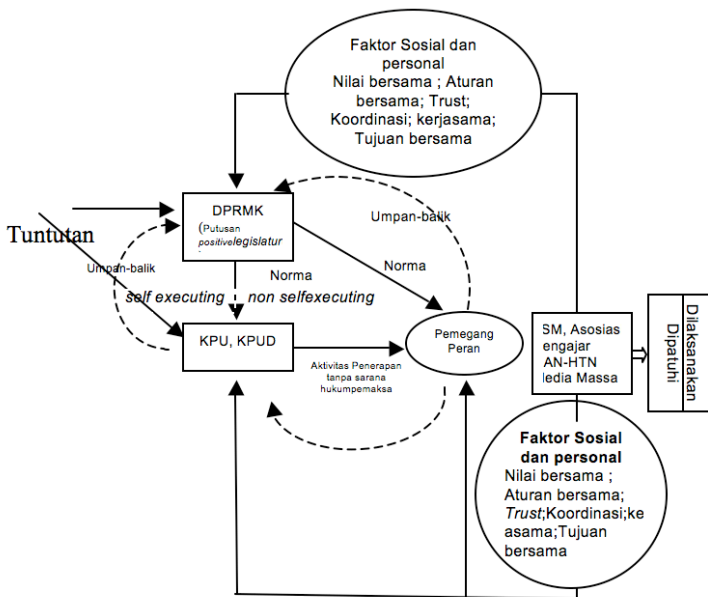 Faktor Sosial dan
personal
Nilai bersama ; Aturan
bersama; Trust;
Koordinasi; kerjasama;
Tujuan bersama
DPRMK
(Putusan
positivelegislatur
Umpan-balik
Tuntutan
Umpan-balik
Norma
Norma
self executing
non selfexecuting
KPU, KPUD
Pemegang
Peran
Aktivitas Penerapan
tanpa sarana
hukumpemaksa
SM, Asosias
engajar
AN-HTN
edia Massa
Dilaksanakan
Dipatuhi
Faktor Sosial
dan personal
Nilai bersama ;
Aturan bersama;
Trust;Koordinasi;ke
asama;Tujuan
bersama